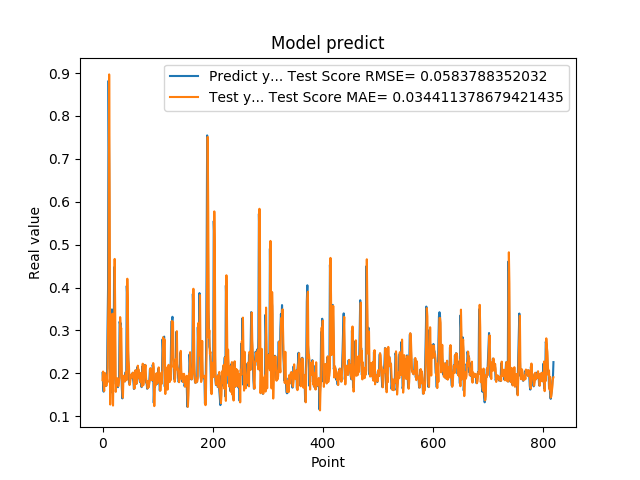 Model predict
Predict y... Test Score RMSE= 0.0583788352032
Test y... Test Score MAE= 0.034411378679421435
0.9
0.8
0.7
0.6
0.5
0.4
0.3
0.2
0.1
Real value
0 200 400 600 800
Point